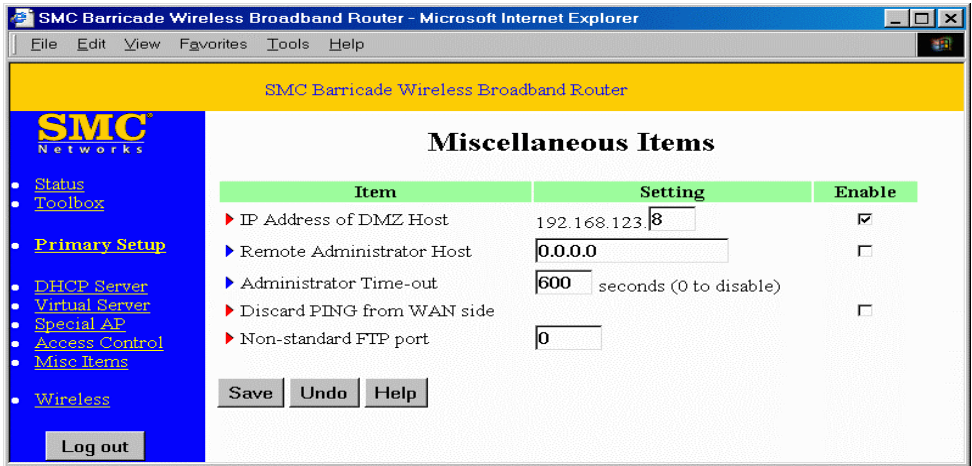 SMC Barricade Wireless Broadband Router - Microsoft Internet Explorer
File Edit View Favorites Tools Help
SMC Barricade Wireless Broadband Router
SMC®
Networks
Status
Toolbox
Primary Setup
DHCP Server
Virtual Server
Special AP
Access Control
Misc Items
Wireless
Log out
Miscellaneous Items
Item Setting Enable
IP Address of DMZ Host 192.168.123. 8
Remote Administrator Host 0.0.0.0
Administrator Time-out 600 seconds (0 to disable)
Discard PING from WAN side
Non-standard FTP port 0
Save Undo Help